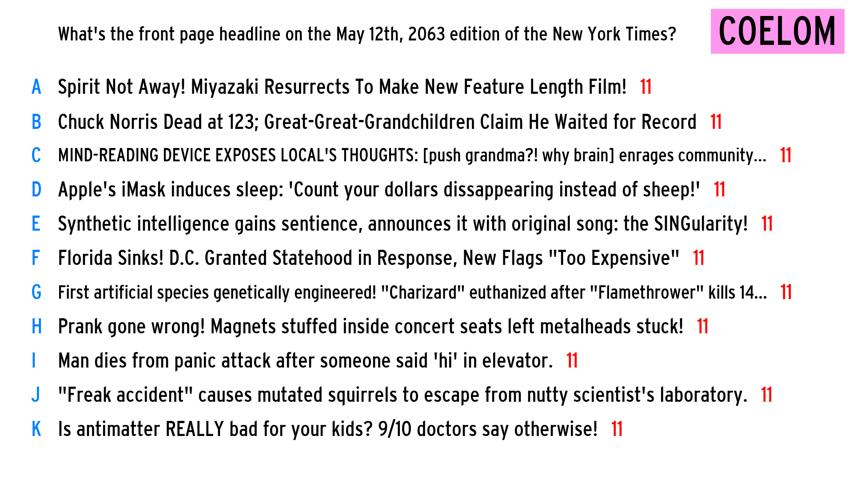 What's the front page headline on the May 12th, 2063 edition of the New York Times?
COELOM
A Spirit Not Away! Miyazaki Resurrects To Make New Feature Length Film! 11
B Chuck Norris Dead at 123; Great-Great-Grandchildren Claim He Waited for Record 11
C MIND-READING DEVICE EXPOSES LOCAL'S THOUGHTS: [push grandma?! why brain] enrages community... 11
D Apple's iMask induces sleep: 'Count your dollars dissappearing instead of sheep!' 11
E Synthetic intelligence gains sentience, announces it with original song: the SINGularity! 11
F Florida Sinks! D.C. Granted Statehood in Response, New Flags "Too Expensive" 11
G First artificial species genetically engineered! "Charizard" euthanized after "Flamethrower" kills 14... 11
H Prank gone wrong! Magnets stuffed inside concert seats left metalheads stuck! 11
I Man dies from panic attack after someone said 'hi' in elevator. 11
J "Freak accident" causes mutated squirrels to escape from nutty scientist's laboratory. 11
K Is antimatter REALLY bad for your kids? 9/10 doctors say otherwise! 11